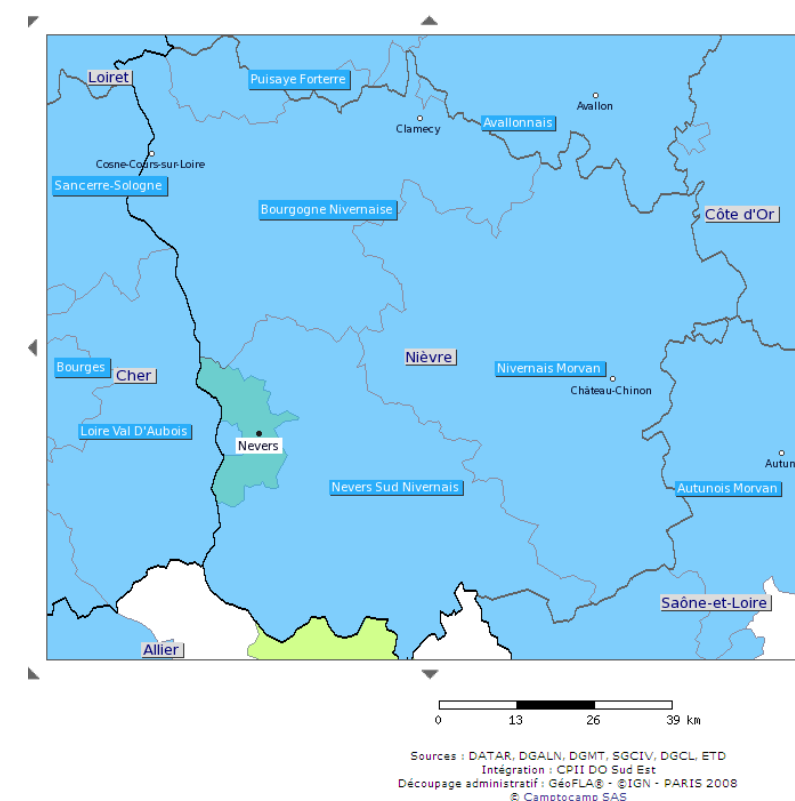 Loiret
Puisaye Forterre
Avallon
Clamecy
Avallonnais
Cosne-Cours-sur-Loire
Sancerre-Sologne
Bourgogne Nivernaise
Côte d'Or
Nièvre
Bourges
Cher
Nivernais Morvan
Château-Chinon
Loire Val D'Aubois
Nevers
Autun
Nevers Sud Nivernais
Autunois Morvan
Saône-et-Loire
Allier
0 13 26 39 km
Sources : DATAR, DGALN, DGMT, SGCIV, DGCL, ETD
Intégration : CPII DO Sud Est
Découpage administratif : GéoFLA® - ©IGN - PARIS 2008
© Camptocamp SAS